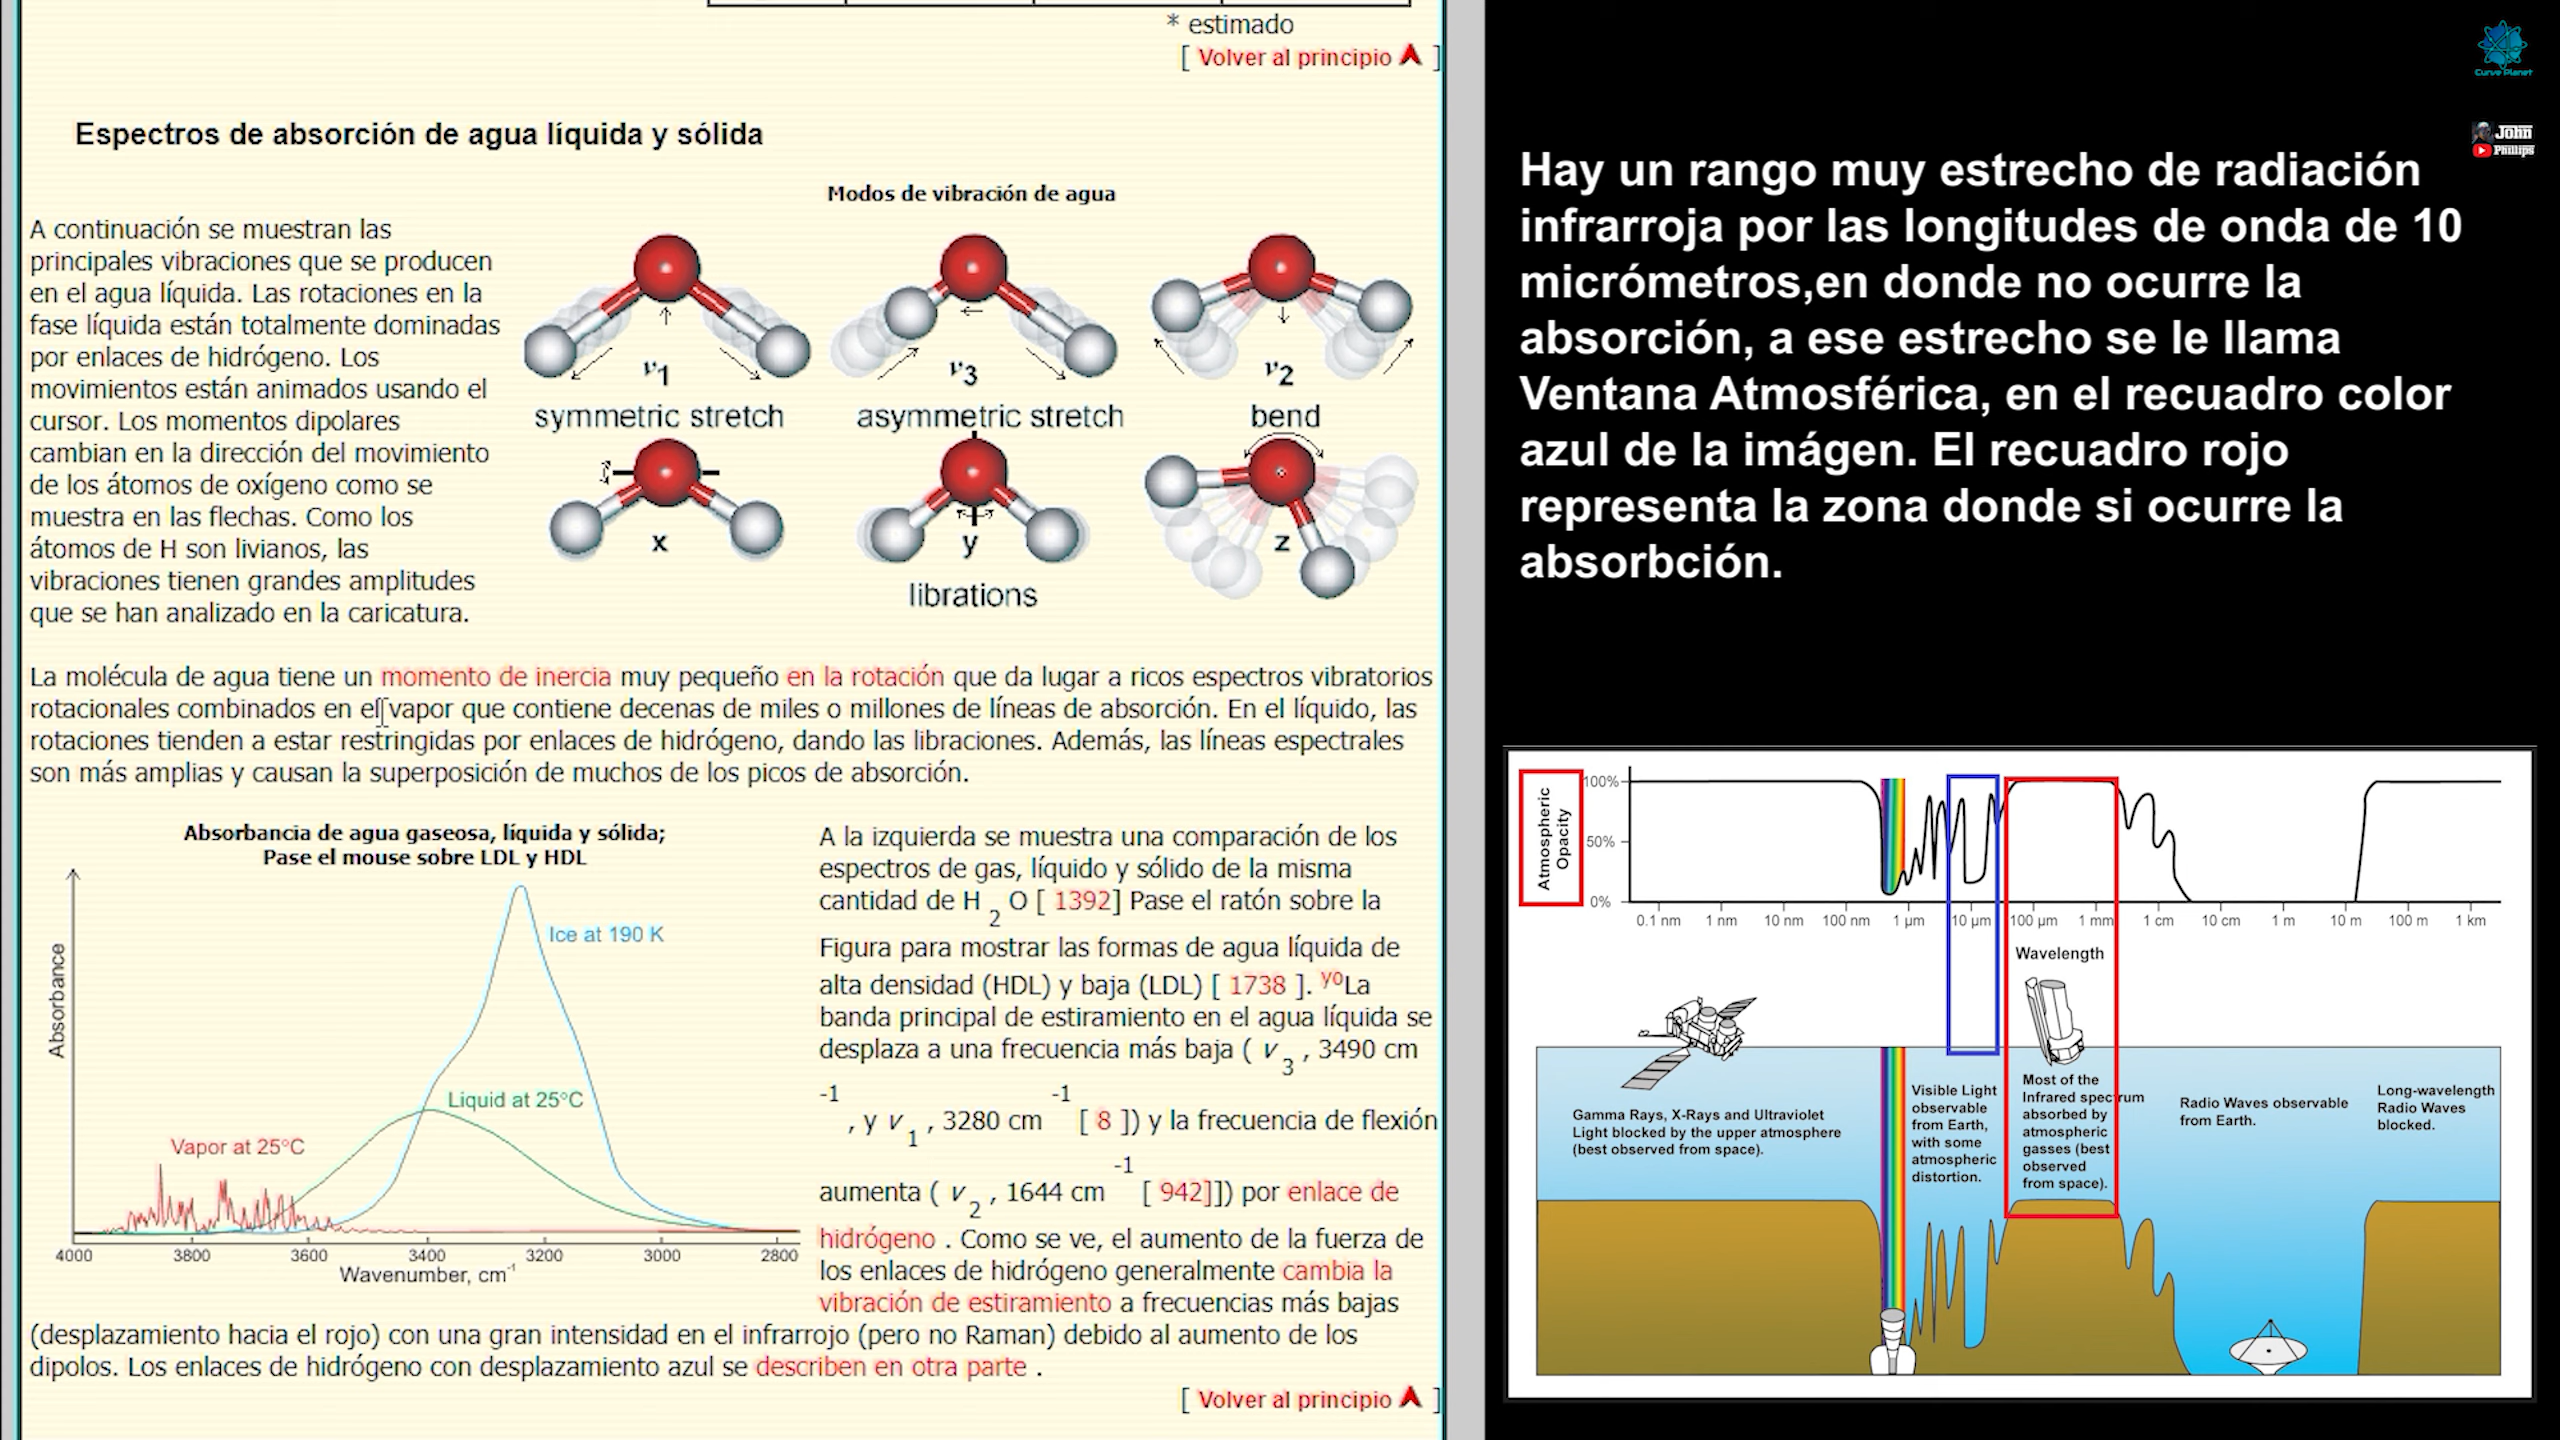 * estimado
[ Volver al principio ]
Espectros de absorción de agua líquida y sólida
Modos de vibración de agua
A continuación se muestran las
principales vibraciones que se producen
en el agua líquida. Las rotaciones en la
fase líquida están totalmente dominadas
por enlaces de hidrógeno. Los
movimientos están animados usando el
cursor. Los momentos dipolares
cambian en la dirección del movimiento
de los átomos de oxígeno como se
muestra en las flechas. Como los
átomos de H son livianos, las
vibraciones tienen grandes amplitudes
que se han analizado en la caricatura.
ν1 ν3 ν2
symmetric stretch asymmetric stretch bend
x y z
librations
La molécula de agua tiene un momento de inercia muy pequeño en la rotación que da lugar a ricos espectros vibratorios
rotacionales combinados en el vapor que contiene decenas de miles o millones de líneas de absorción. En el líquido, las
rotaciones tienden a estar restringidas por enlaces de hidrógeno, dando las libraciones. Además, las líneas espectrales
son más amplias y causan la superposición de muchos de los picos de absorción.
Absorbancia de agua gaseosa, líquida y sólida;
Pase el mouse sobre LDL y HDL
Absorbance
Ice at 190 K
Liquid at 25°C
Vapor at 25°C
4000 3800 3600 3400 3200 3000 2800
Wavenumber, cm-1
A la izquierda se muestra una comparación de los
espectros de gas, líquido y sólido de la misma
cantidad de H 2 O [ 1392] Pase el ratón sobre la
Figura para mostrar las formas de agua líquida de
alta densidad (HDL) y baja (LDL) [ 1738 ]. yoLa
banda principal de estiramiento en el agua líquida se
desplaza a una frecuencia más baja ( v 3 , 3490 cm
-1 , y v 1 , 3280 cm -1 [ 8 ]) y la frecuencia de flexión
aumenta ( v 2 , 1644 cm -1 [ 942]]) por enlace de
hidrógeno . Como se ve, el aumento de la fuerza de
los enlaces de hidrógeno generalmente cambia la
vibración de estiramiento a frecuencias más bajas
(desplazamiento hacia el rojo) con una gran intensidad en el infrarrojo (pero no Raman) debido al aumento de los
dipolos. Los enlaces de hidrógeno con desplazamiento azul se describen en otra parte .
[ Volver al principio ]
Curve Planet
John
Phillips
Hay un rango muy estrecho de radiación
infrarroja por las longitudes de onda de 10
micrómetros,en donde no ocurre la
absorción, a ese estrecho se le llama
Ventana Atmosférica, en el recuadro color
azul de la imágen. El recuadro rojo
representa la zona donde si ocurre la
absorbción.
Atmospheric
Opacity
100%
50%
0%
0.1 nm 1 nm 10 nm 100 nm 1 µm 10 µm 100 µm 1 mm 1 cm 10 cm 1 m 10 m 100 m 1 km
Wavelength
Gamma Rays, X-Rays and Ultraviolet
Light blocked by the upper atmosphere
(best observed from space).
Visible Light
observable
from Earth,
with some
atmospheric
distortion.
Most of the
Infrared spectrum
absorbed by
atmospheric
gasses (best
observed
from space).
Radio Waves observable
from Earth.
Long-wavelength
Radio Waves
blocked.